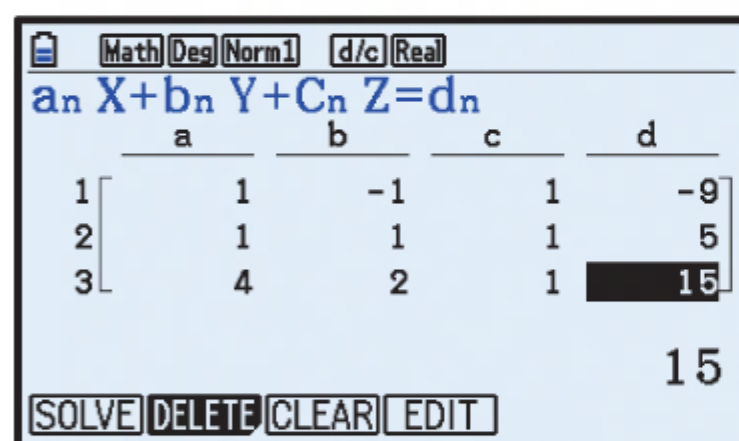 Math Deg Norm1 d/c Real
an X+bn Y+Cn Z=dn
a b c d
1 1 -1 1 -9
2 1 1 1 5
3 4 2 1 15
15
SOLVE DELETE CLEAR EDIT